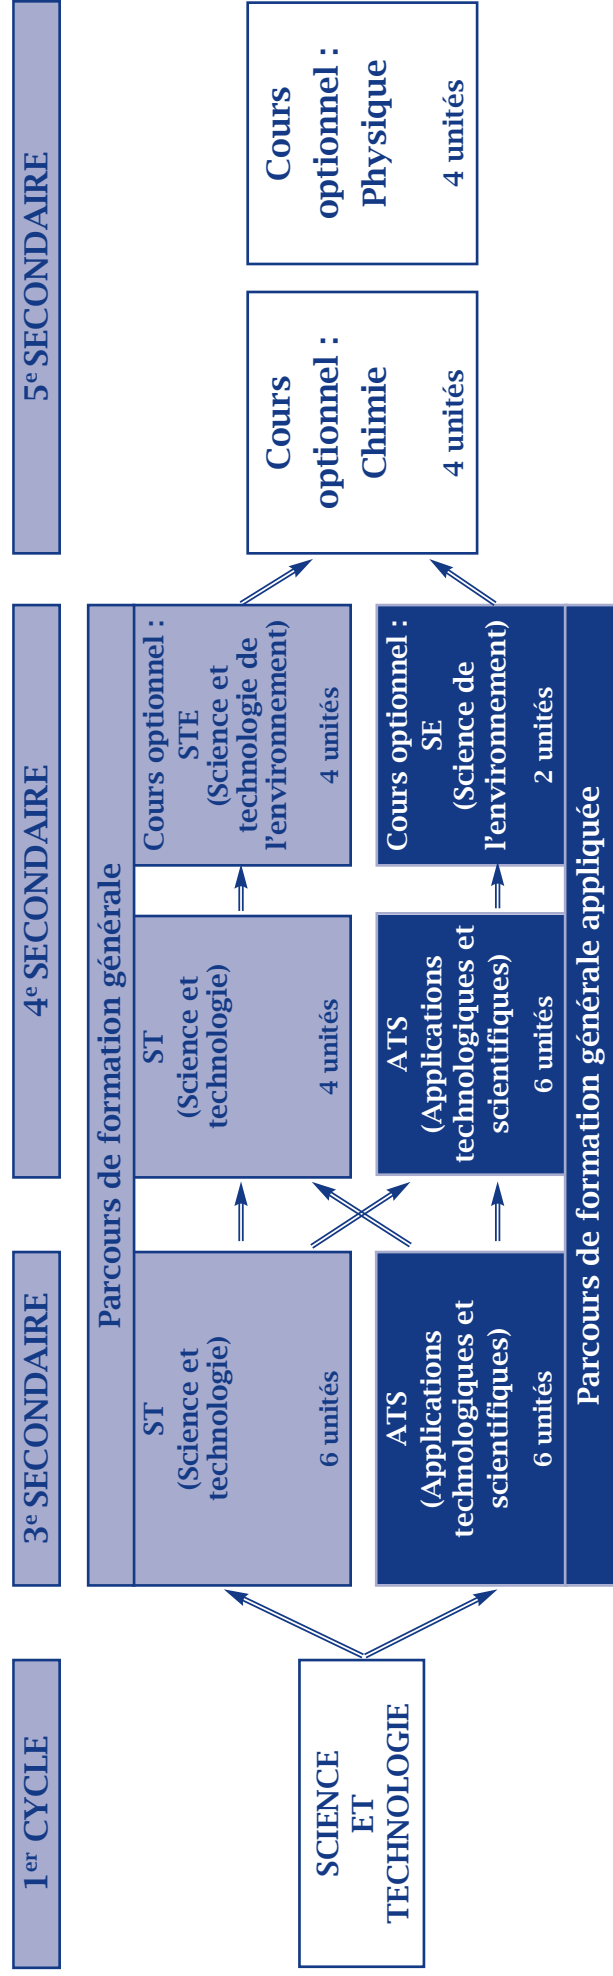 1er CYCLE
3e SECONDAIRE
4e SECONDAIRE
5e SECONDAIRE
SCIENCE
ET
TECHNOLOGIE
Parcours de formation générale
ST
(Science et
technologie)
6 unités
ST
(Science et
technologie)
4 unités
Cours optionnel :
STE
(Science et
technologie de
l'environnement)
4 unités
ATS
(Applications
technologiques et
scientifiques)
6 unités
ATS
(Applications
technologiques et
scientifiques)
6 unités
Cours optionnel :
SE
(Science de
l'environnement)
2 unités
Parcours de formation générale appliquée
Cours
optionnel :
Chimie
4 unités
Cours
optionnel :
Physique
4 unités